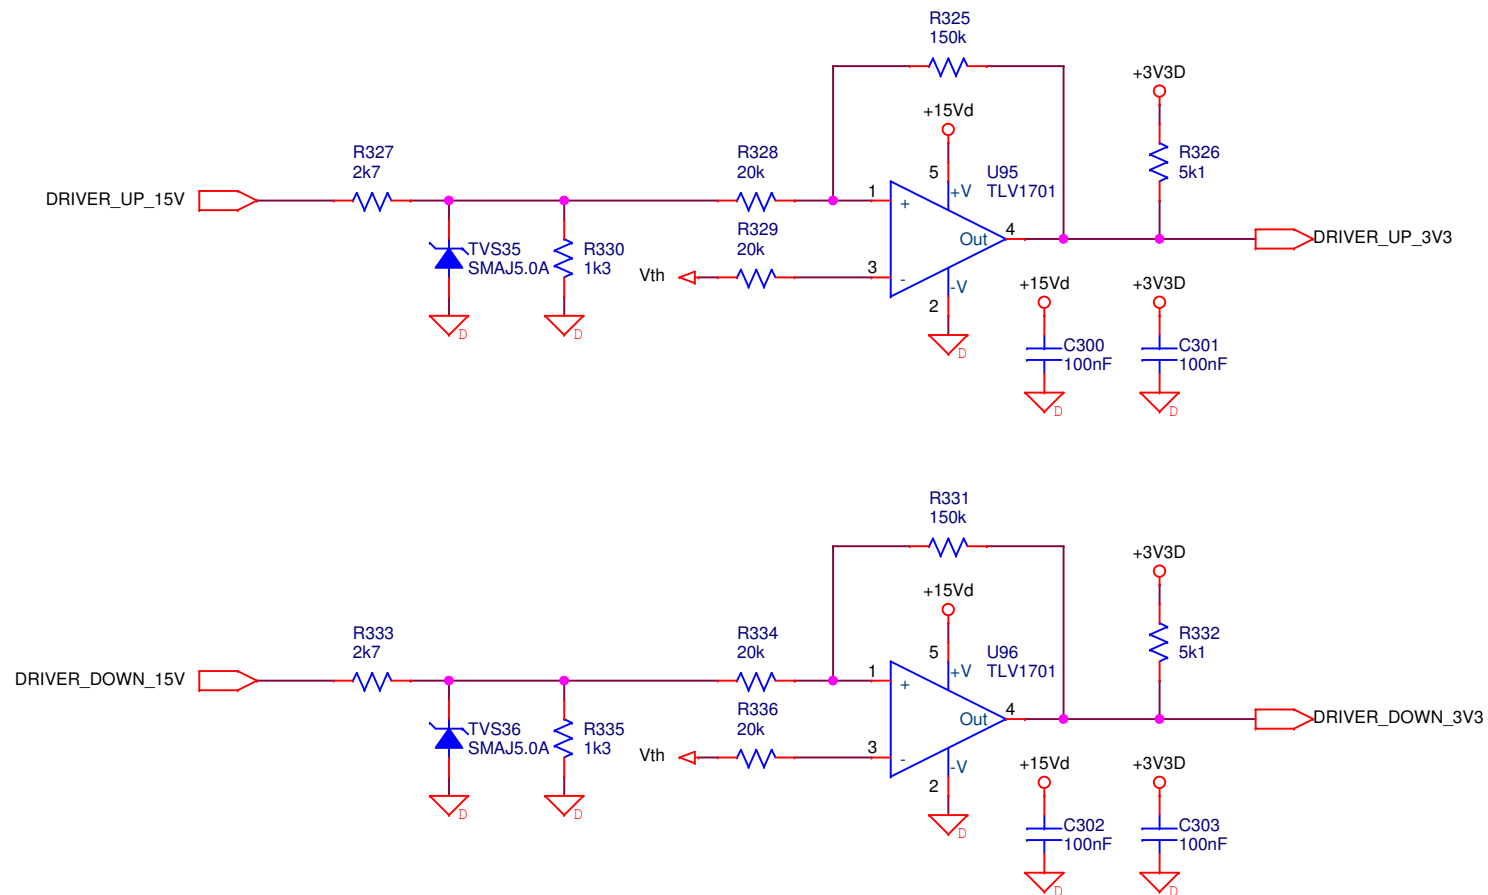 R325
150k
+3V3D
+15Vd
R327
2k7
R328
20k
R326
5k1
5
U95
TLV1701
+V
DRIVER_UP_15V
1
+
R329
20k
4
Out
DRIVER_UP_3V3
TVS35
SMAJ5.0A
R330
1k3
Vth
3
-
-V
2
+15Vd
+3V3D
D
D
D
C300
100nF
C301
100nF
D
D
R331
150k
+3V3D
+15Vd
R333
2k7
R334
20k
R332
5k1
5
U96
TLV1701
+V
DRIVER_DOWN_15V
1
+
R336
20k
4
Out
DRIVER_DOWN_3V3
TVS36
SMAJ5.0A
R335
1k3
Vth
3
-
-V
2
+15Vd
+3V3D
D
D
D
C302
100nF
C303
100nF
D
D